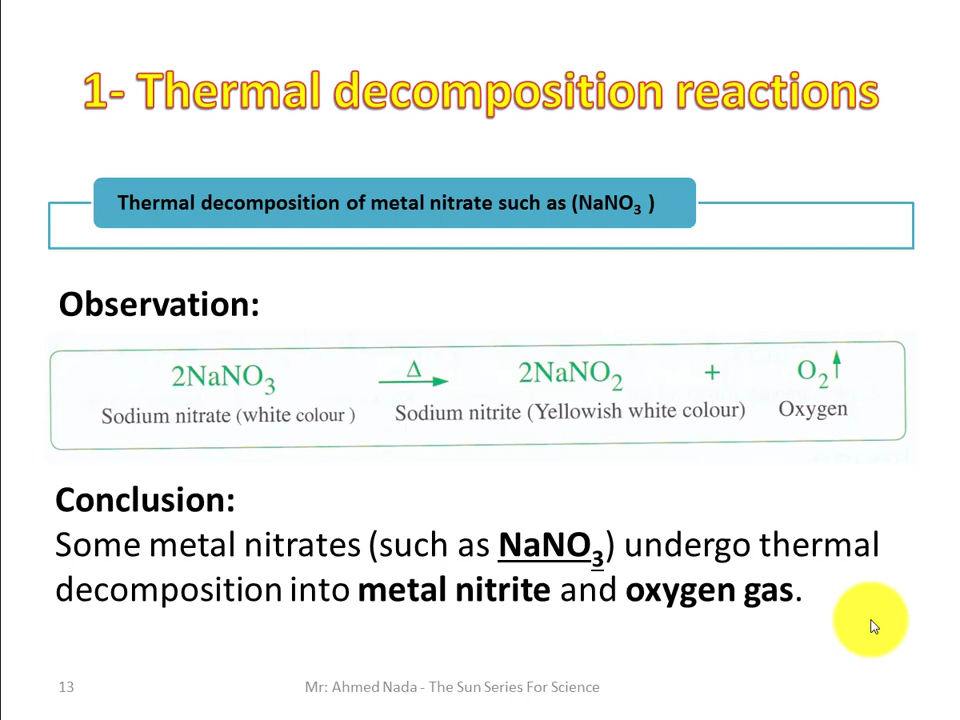 1- Thermal decomposition reactions
Thermal decomposition of metal nitrate such as (NaNO₃ )
Observation:
2NaNO₃ Δ→ 2NaNO₂ + O₂↑
Sodium nitrate (white colour ) Sodium nitrite (Yellowish white colour) Oxygen
Conclusion:
Some metal nitrates (such as NaNO₃) undergo thermal
decomposition into metal nitrite and oxygen gas.
13 Mr: Ahmed Nada - The Sun Series For Science